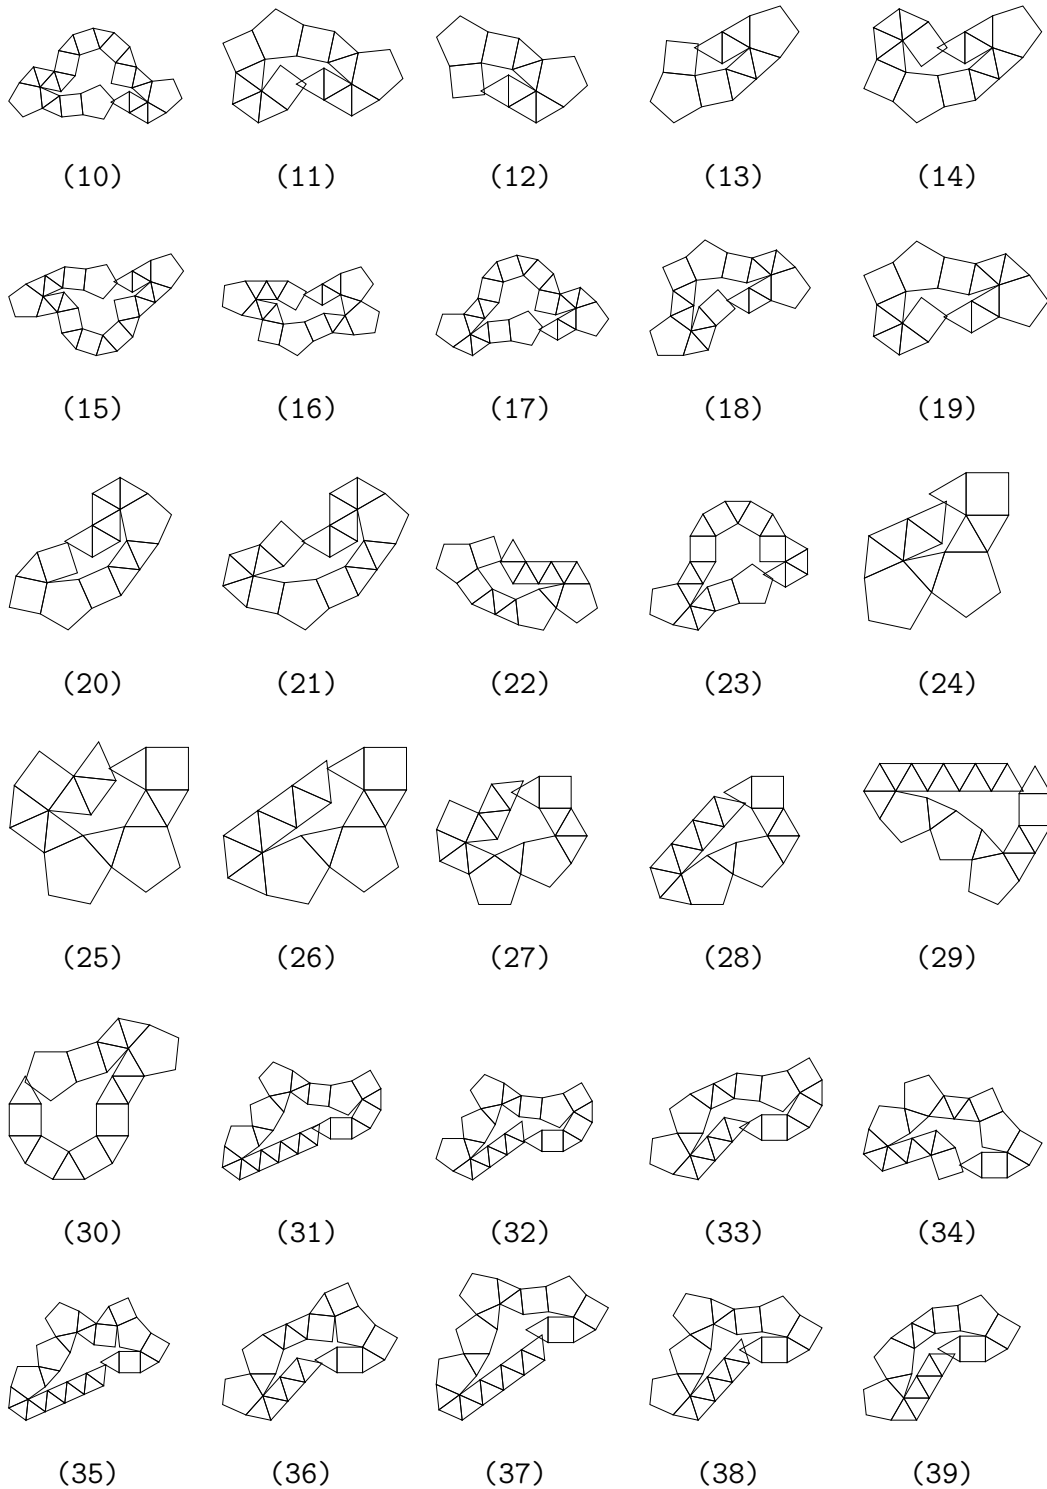 (10) (11) (12) (13) (14)
(15) (16) (17) (18) (19)
(20) (21) (22) (23) (24)
(25) (26) (27) (28) (29)
(30) (31) (32) (33) (34)
(35) (36) (37) (38) (39)